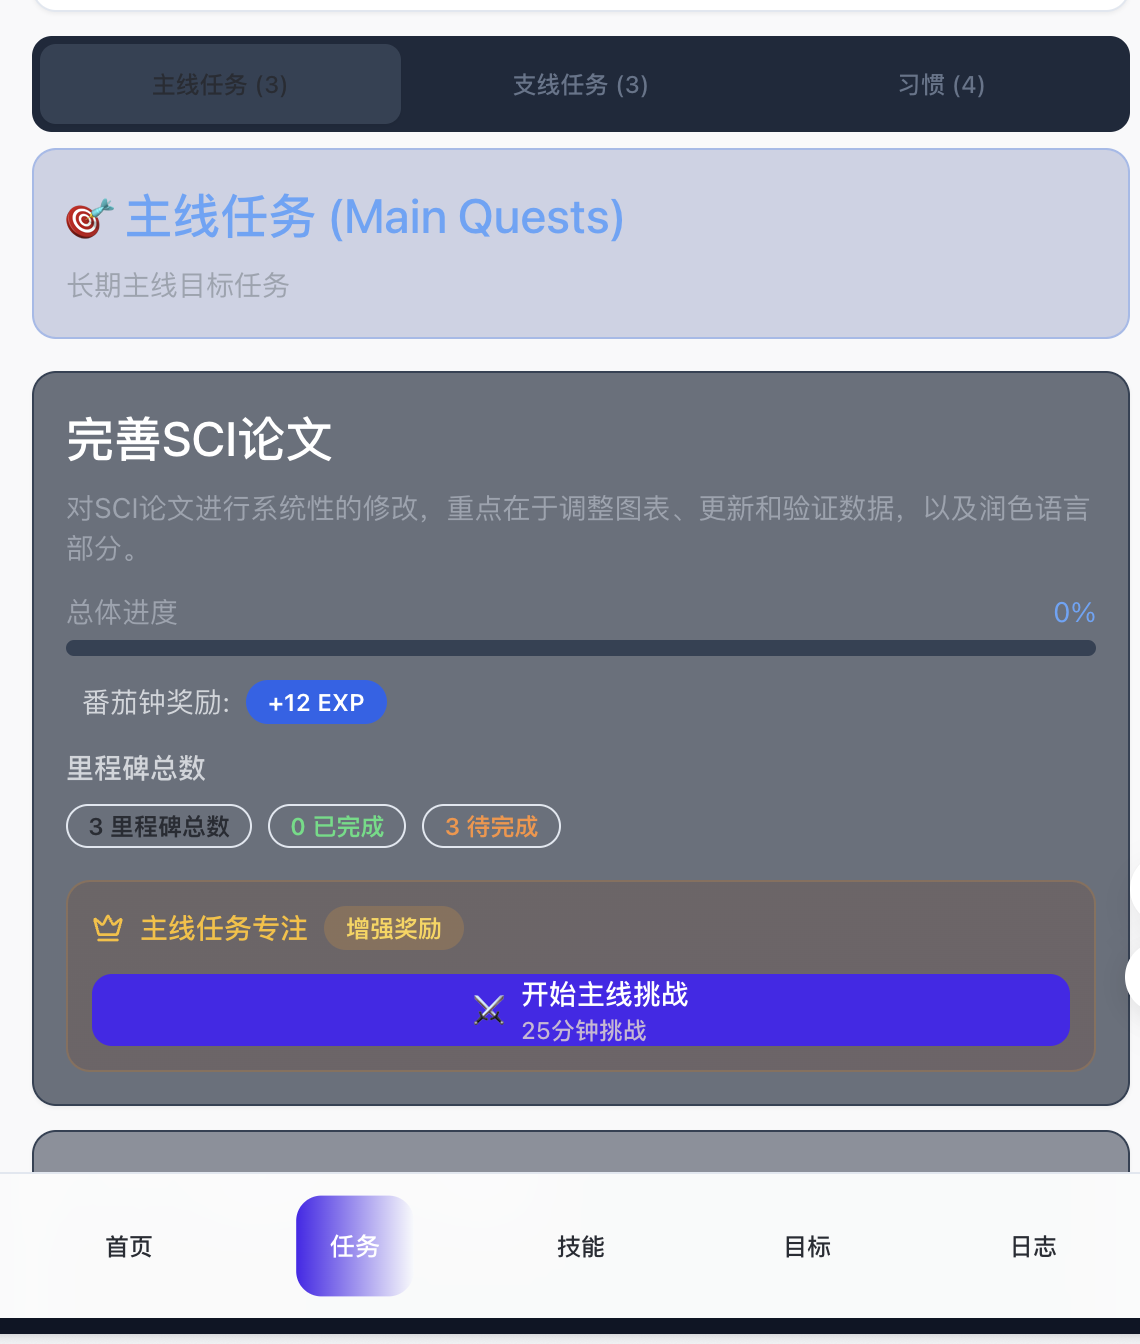 主线任务 (3)
支线任务 (3)
习惯 (4)
主线任务 (Main Quests)
长期主线目标任务
完善SCI论文
对SCI论文进行系统性的修改，重点在于调整图表、更新和验证数据，以及润色语言
部分。
总体进度
0%
番茄钟奖励:
+12 EXP
里程碑总数
3 里程碑总数
0 已完成
3 待完成
主线任务专注
增强奖励
开始主线挑战
25分钟挑战
首页
任务
技能
目标
日志